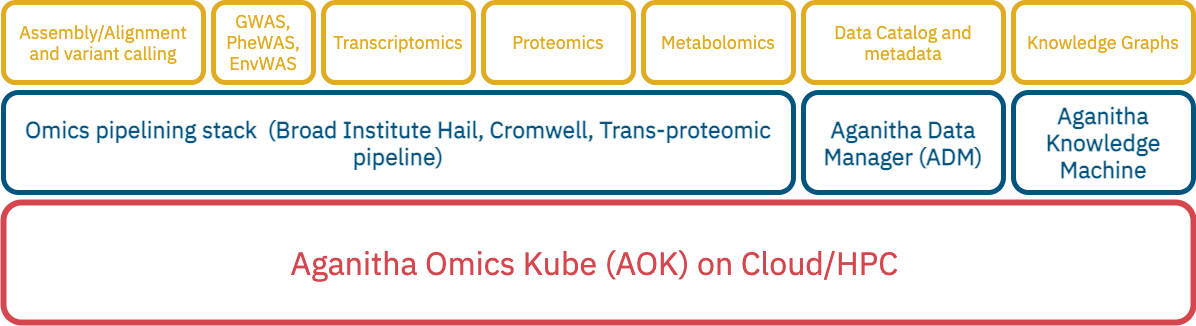 Assembly/Alignment
and variant calling
GWAS,
PheWAS,
EnvWAS
Transcriptomics
Proteomics
Metabolomics
Data Catalog and
metadata
Knowledge Graphs
Omics pipelining stack  (Broad Institute Hail, Cromwell, Trans-proteomic
pipeline)
Aganitha Data
Manager (ADM)
Aganitha
Knowledge
Machine
Aganitha Omics Kube (AOK) on Cloud/HPC